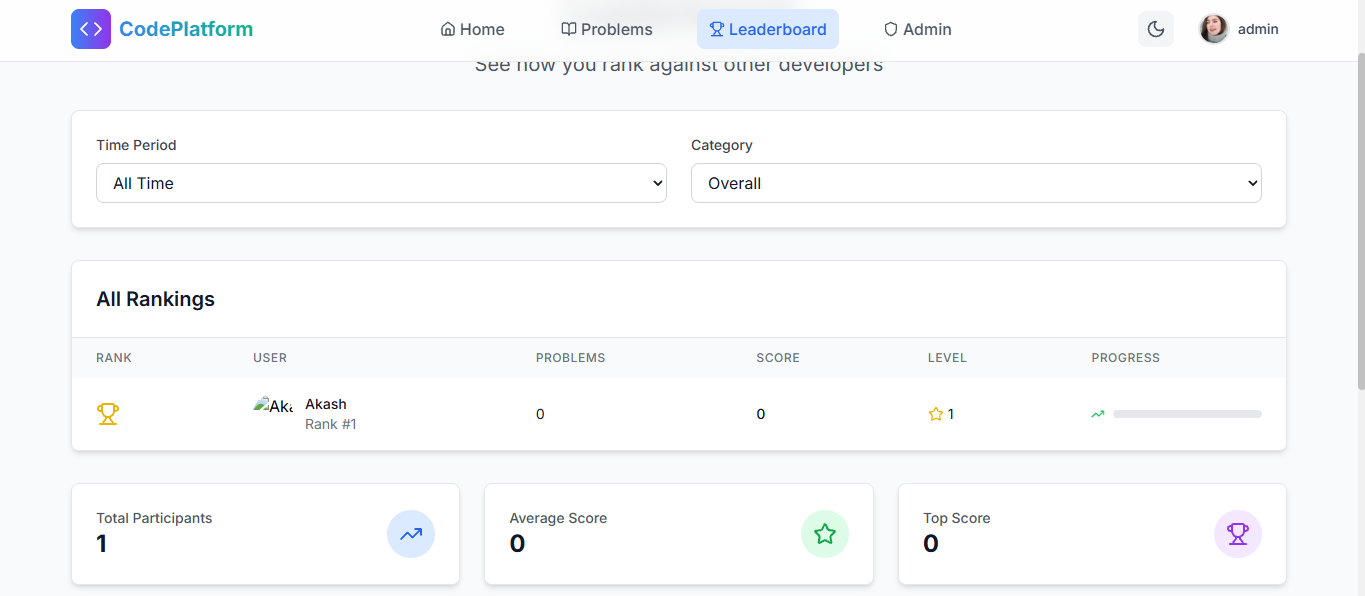 CodePlatform
Home
Problems
Leaderboard
Admin
admin
See how you rank against other developers
Time Period
Category
All Time
Overall
All Rankings
RANK
USER
PROBLEMS
SCORE
LEVEL
PROGRESS
Aka
Akash
Rank #1
0
0
1
Total Participants
1
Average Score
0
Top Score
0